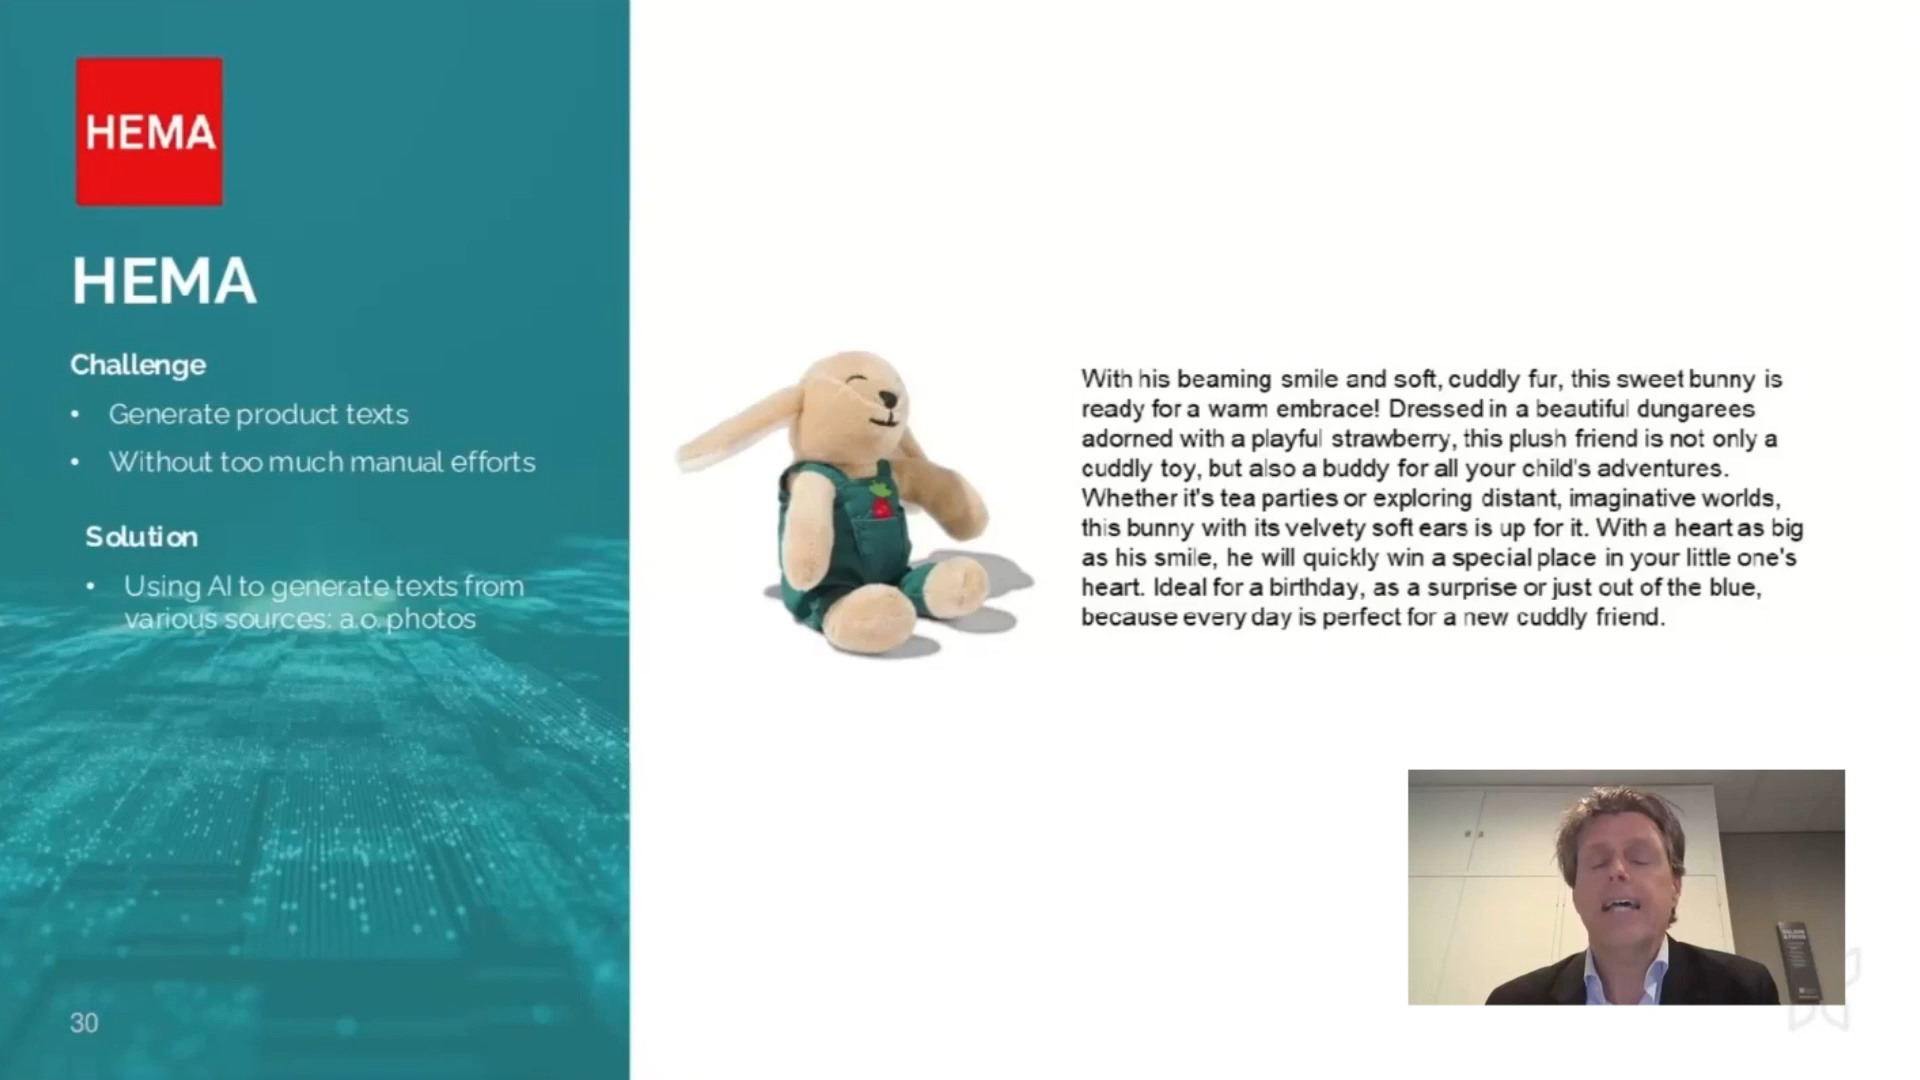 HEMA
HEMA
Challenge
• Generate product texts
• Without too much manual efforts
Solution
• Using AI to generate texts from
various sources: a.o. photos
With his beaming smile and soft, cuddly fur, this sweet bunny is
ready for a warm embrace! Dressed in a beautiful dungarees
adorned with a playful strawberry, this plush friend is not only a
cuddly toy, but also a buddy for all your child's adventures.
Whether it's tea parties or exploring distant, imaginative worlds,
this bunny with its velvety soft ears is up for it. With a heart as big
as his smile, he will quickly win a special place in your little one's
heart. Ideal for a birthday, as a surprise or just out of the blue,
because every day is perfect for a new cuddly friend.
30